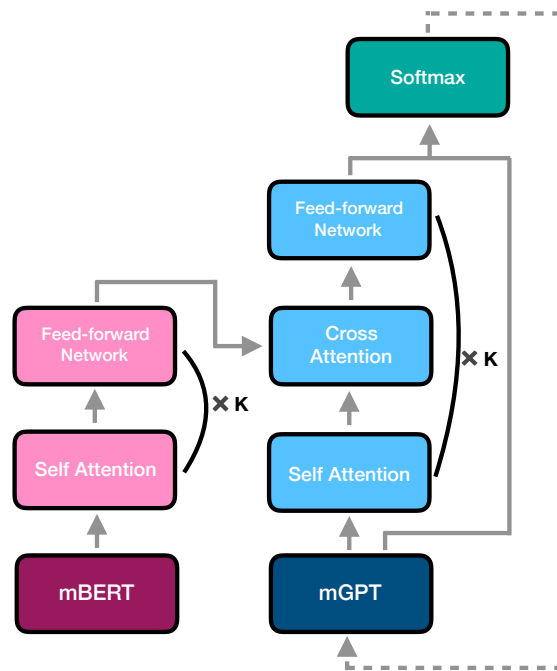 Softmax
Feed-forward
Network
Feed-forward
Network
Cross
Attention
× K
× K
Self Attention
Self Attention
mBERT
mGPT